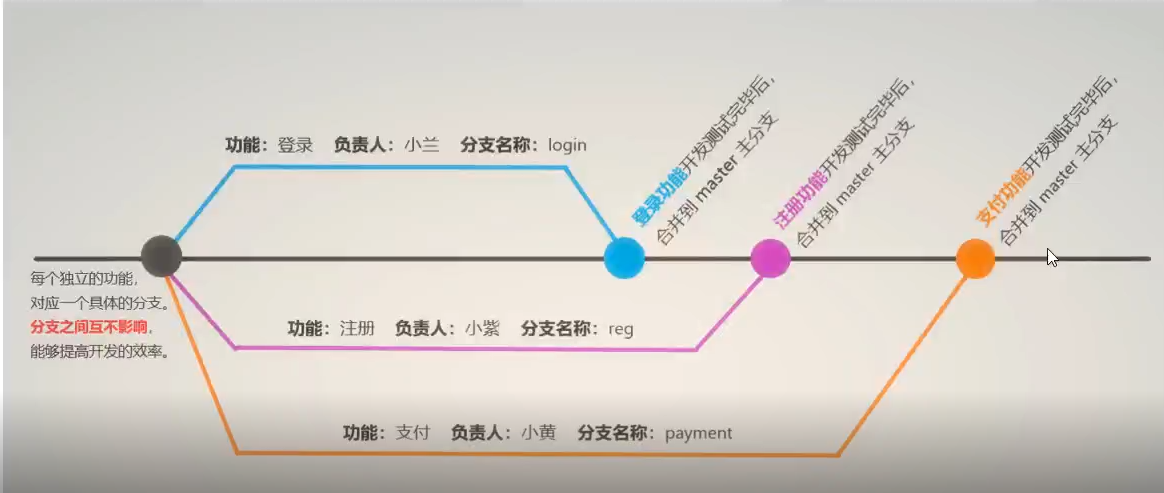 功能：登录 负责人：小兰 分支名称：login
登录功能开发测试完毕后，
合并到 master 主分支
注册功能开发测试完毕后，
合并到 master 主分支
支付功能开发测试完毕后，
合并到 master 主分支
每个独立的功能，
对应一个具体的分支。
分支之间互不影响，
能够提高开发的效率。
功能：注册 负责人：小紫 分支名称：reg
功能：支付 负责人：小黄 分支名称：payment